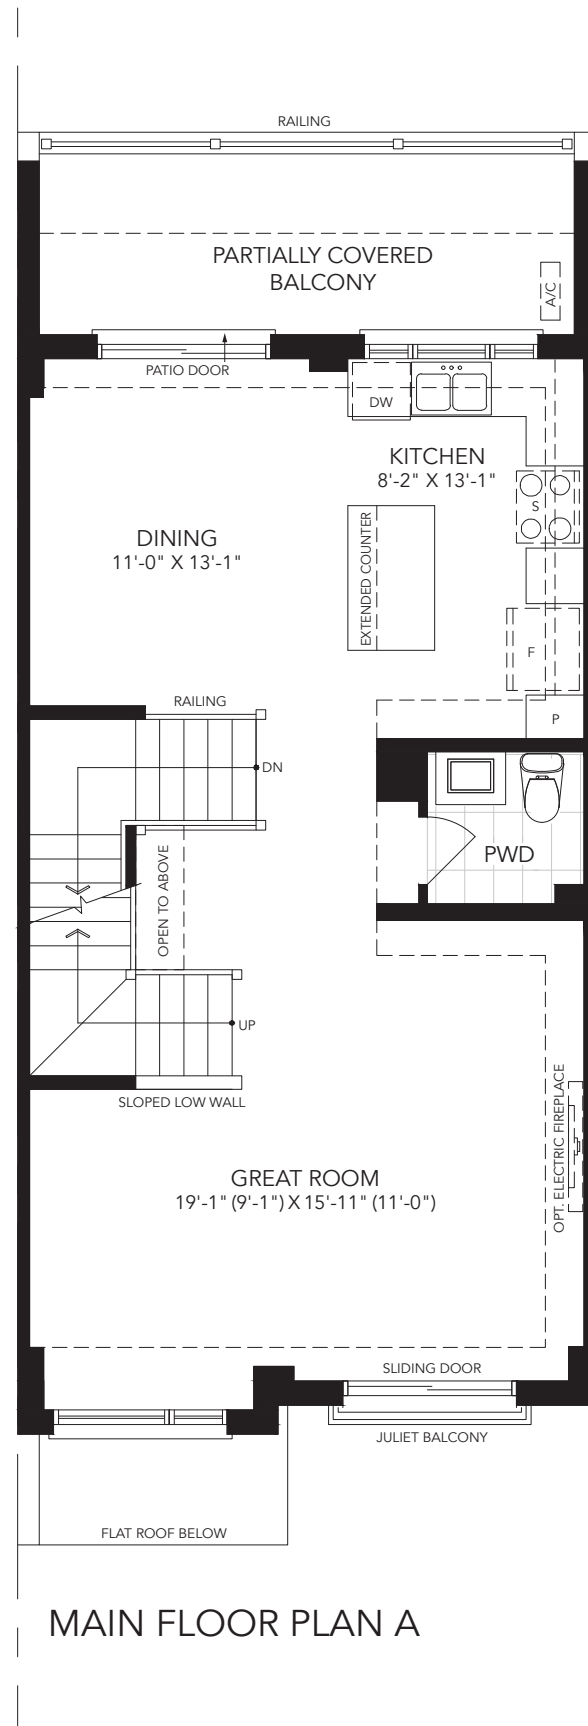 RAILING
PARTIALLY COVERED
BALCONY
A/C
PATIO DOOR
DW
KITCHEN
8'-2" X 13'-1"
S
DINING
11'-0" X 13'-1"
EXTENDED COUNTER
F
RAILING
P
DN
PWD
OPEN TO ABOVE
UP
SLOPED LOW WALL
OPT. ELECTRIC FIREPLACE
GREAT ROOM
19'-1" (9'-1") X 15'-11" (11'-0")
SLIDING DOOR
JULIET BALCONY
FLAT ROOF BELOW
MAIN FLOOR PLAN A